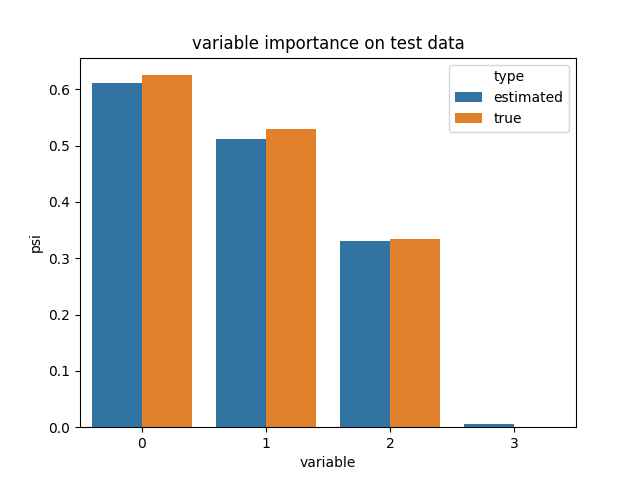 variable importance on test data
type
estimated
true
psi
0.6
0.5
0.4
0.3
0.2
0.1
0.0
0 1 2 3
variable